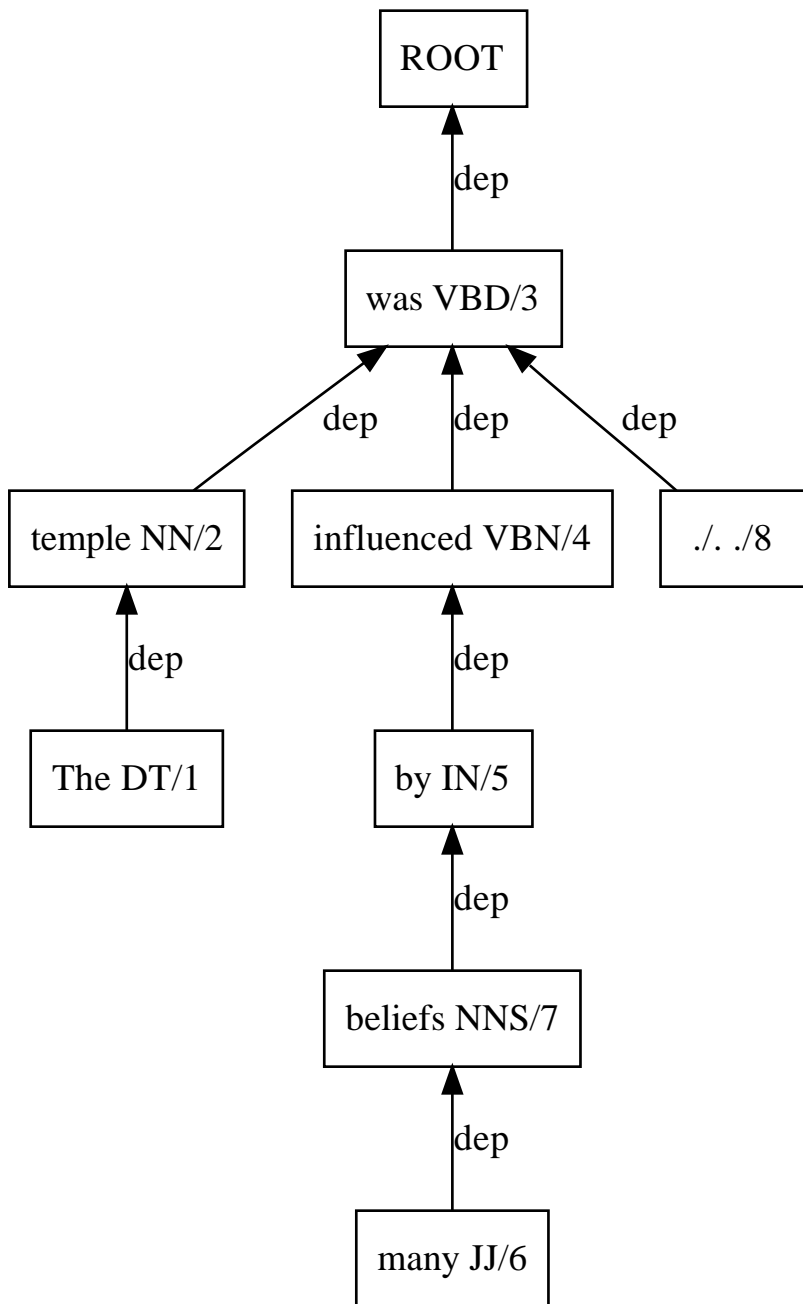 ROOT
dep
was VBD/3
dep dep dep
temple NN/2 influenced VBN/4 ./. ./8
dep dep
The DT/1 by IN/5
dep
beliefs NNS/7
dep
many JJ/6